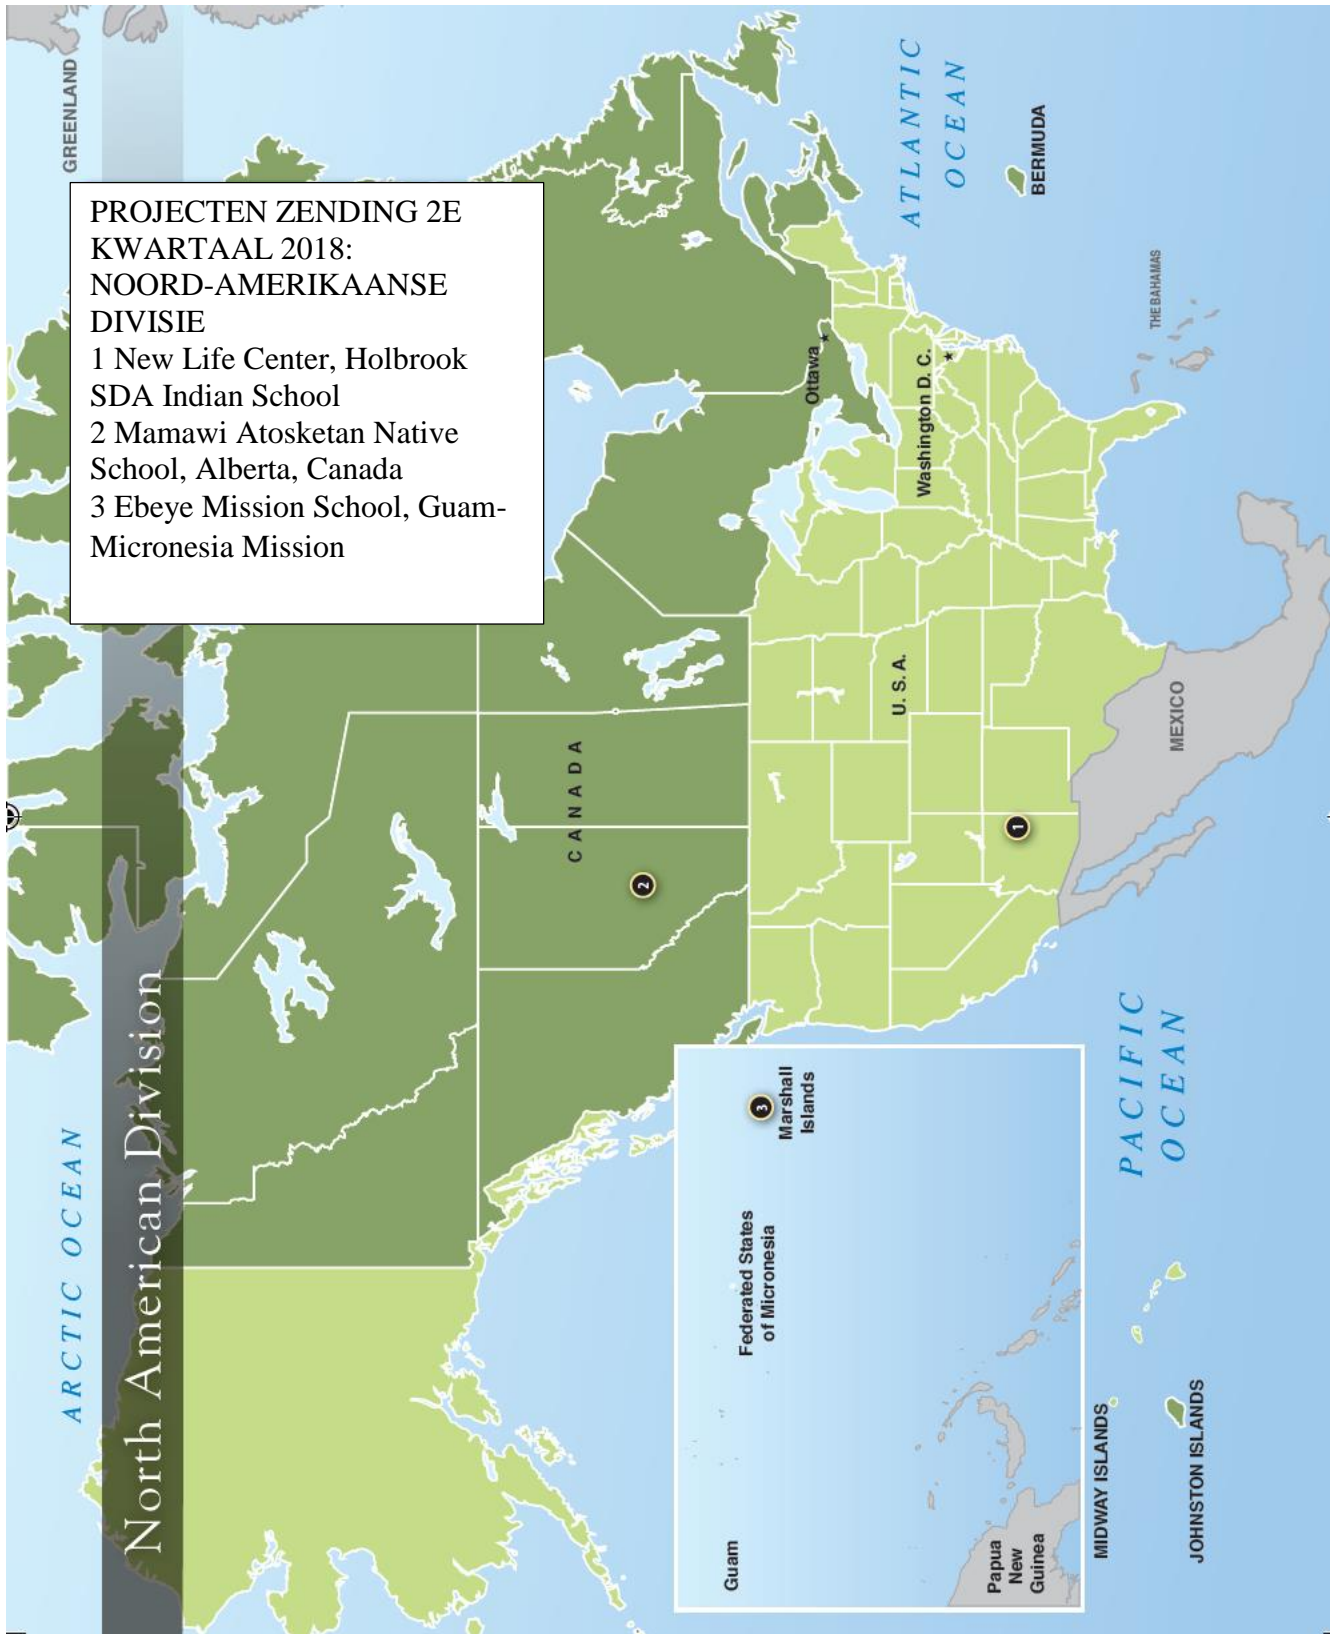 PROJECTEN ZENDING 2E
KWARTAAL 2018:
NOORD-AMERIKAANSE
DIVISIE
1 New Life Center, Holbrook
SDA Indian School
2 Mamawi Atosketan Native
School, Alberta, Canada
3 Ebeye Mission School, Guam-
Micronesia Mission
North American Division
ARCTIC OCEAN
GREENLAND
CANADA
2
Ottawa
Washington D. C.
U. S. A.
1
ATLANTIC
OCEAN
BERMUDA
THE BAHAMAS
MEXICO
PACIFIC
OCEAN
3
Marshall
Islands
Federated States
of Micronesia
Guam
Papua
New
Guinea
MIDWAY ISLANDS
JOHNSTON ISLANDS